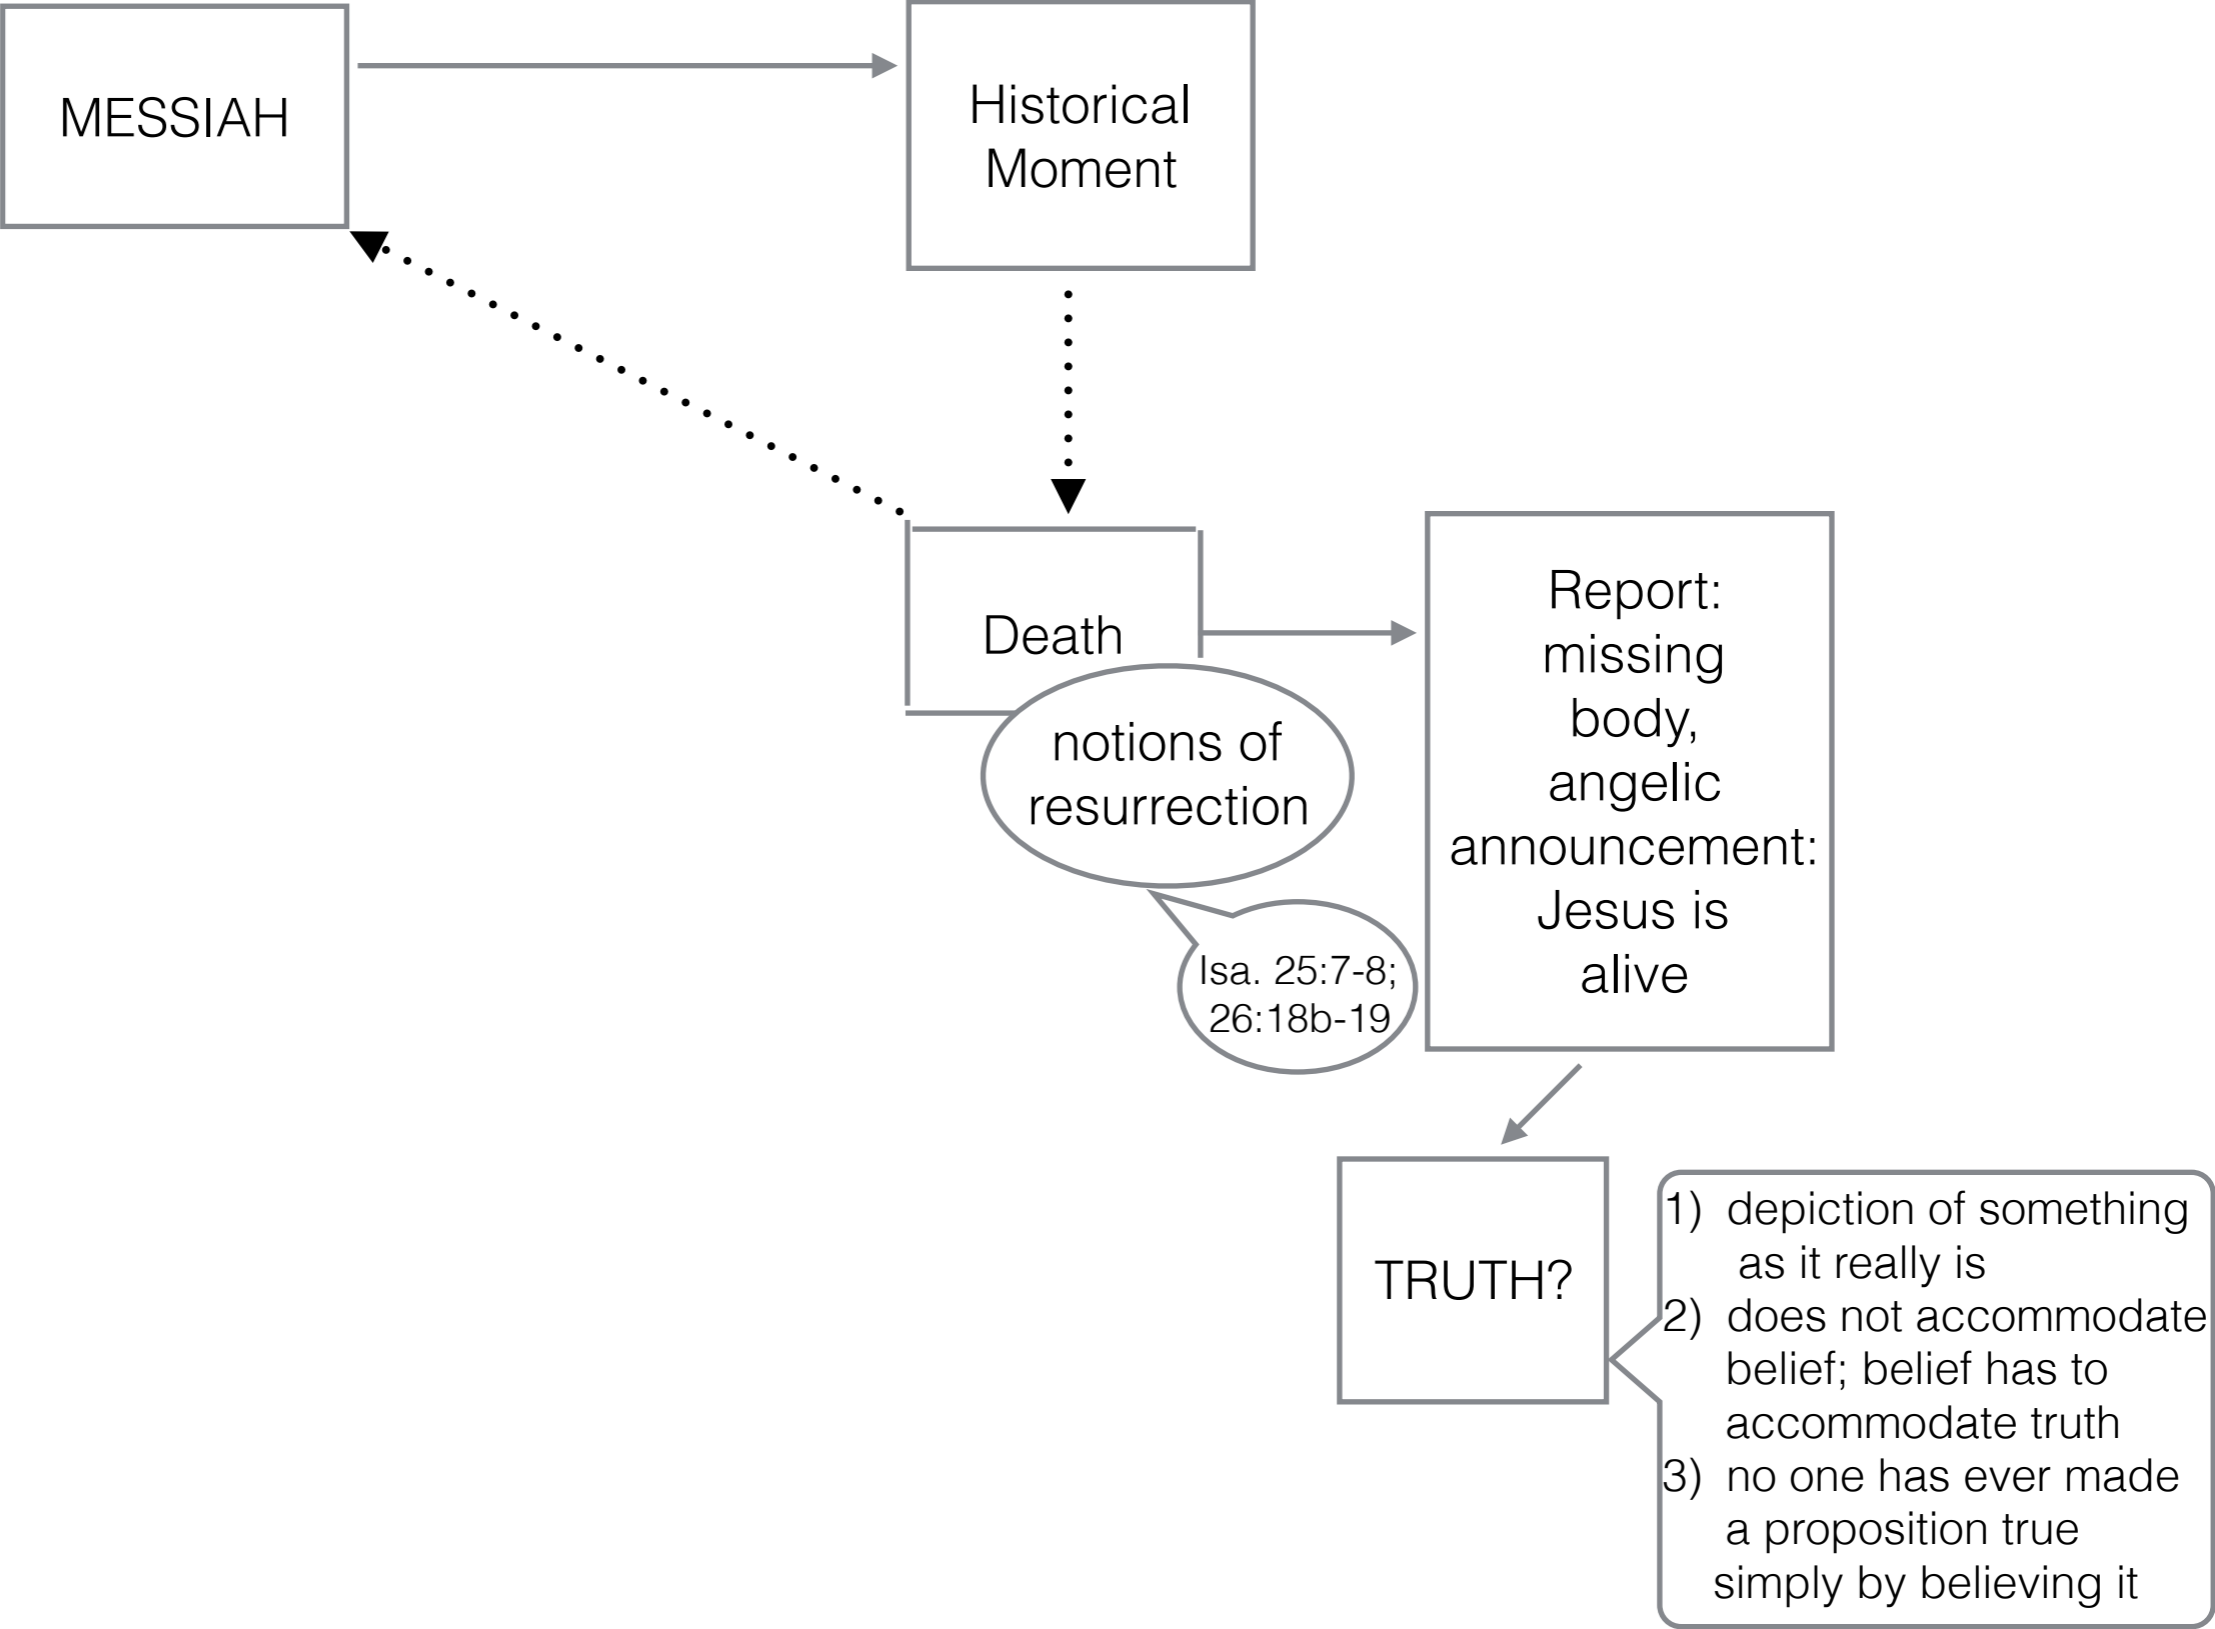 MESSIAH
Historical
Moment
Death
notions of
resurrection
Isa. 25:7-8;
26:18b-19
Report:
missing
body,
angelic
announcement:
Jesus is
alive
TRUTH?
1) depiction of something
as it really is
2) does not accommodate
belief; belief has to
accommodate truth
3) no one has ever made
a proposition true
simply by believing it